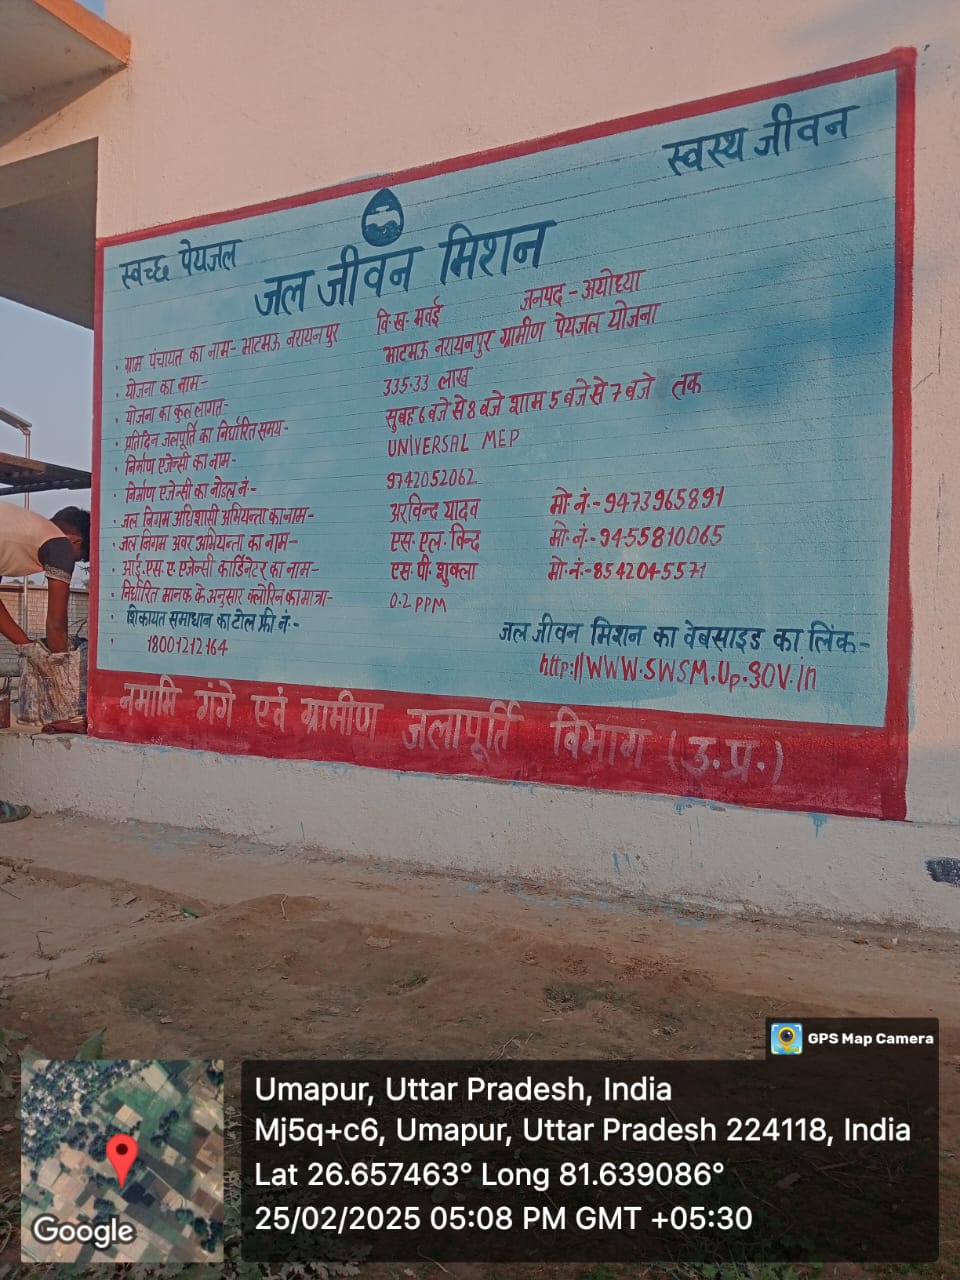 स्वस्थ जीवन
स्वच्छ पेयजल
जल जीवन मिशन
• ग्राम पंचायत का नाम- भाटमऊ नरायनपुर वि.ख. मवई जनपद - अयोध्या
• योजना का नाम- भाटमऊ नरायनपुर ग्रामीण पेयजल योजना
• योजना का कुल लागत- 335.33 लाख
• प्रतिदिन जलपूर्ति का निर्धारित समय- सुबह 6 बजे से 8 बजे शाम 5 बजे से 7 बजे तक
• निर्माण एजेन्सी का नाम- UNIVERSAL MEP
• निर्माण एजेन्सी का नोडल नं- 9742052062
• जल निगम अधिशासी अभियन्ता का नाम- अरविन्द यादव मो.नं.-9473965891
• जल निगम अवर अभियन्ता का नाम- एस.एल. विन्द मो.नं.-9455810065
• आई.एस.ए. एजेन्सी कार्डिनेटर का नाम- एस.पी. शुक्ला मो.नं.-8542045571
• निर्धारित मानक के अनुसार क्लोरिन का मात्रा- 0.2 PPM
• शिकायत समाधान का टोल फ्री नं:-
• 18001212164
जल जीवन मिशन का वेबसाइड का लिंक-
http://WWW.SWSM.Up.gov.in
नमामि गंगे एवं ग्रामीण जलापूर्ति विभाग (उ.प्र.)
GPS Map Camera
Umapur, Uttar Pradesh, India
Mj5q+c6, Umapur, Uttar Pradesh 224118, India
Lat 26.657463° Long 81.639086°
25/02/2025 05:08 PM GMT +05:30
Google